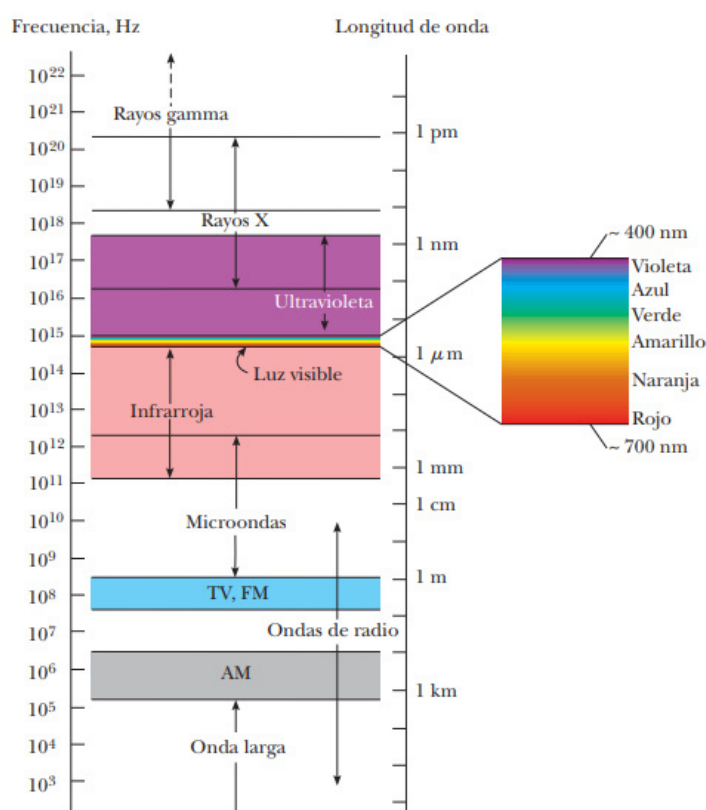 Frecuencia, Hz
Longitud de onda
10²²
10²¹
Rayos gamma
10²⁰
1 pm
10¹⁹
10¹⁸
Rayos X
1 nm
~ 400 nm
10¹⁷
Violeta
Azul
10¹⁶
Ultravioleta
Verde
10¹⁵
Amarillo
1 μm
10¹⁴
Luz visible
Naranja
10¹³
Infrarroja
Rojo
10¹²
~ 700 nm
1 mm
10¹¹
1 cm
10¹⁰
Microondas
10⁹
1 m
10⁸
TV, FM
10⁷
Ondas de radio
10⁶
AM
1 km
10⁵
10⁴
Onda larga
10³